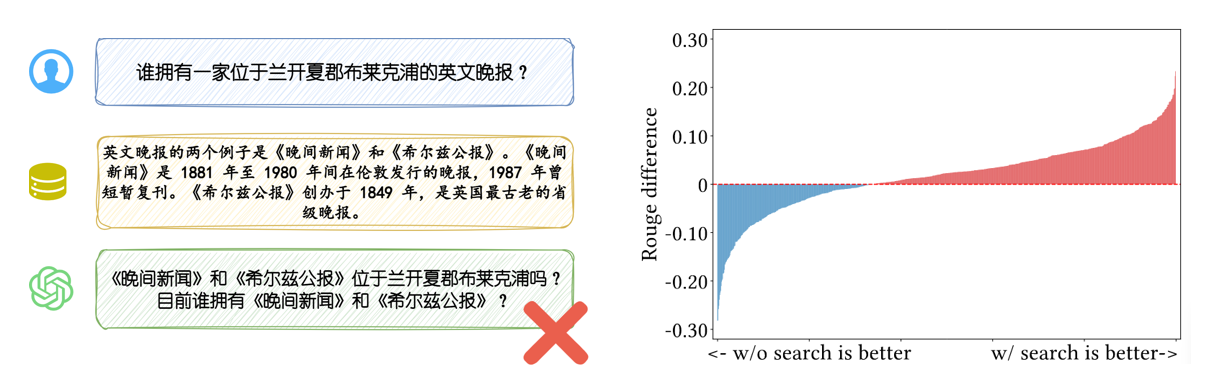 谁拥有一家位于兰开夏郡布莱克浦的英文晚报？
英文晚报的两个例子是《晚间新闻》和《希尔兹公报》。《晚间
新闻》是 1881 年至 1980 年间在伦敦发行的晚报，1987 年曾
短暂复刊。《希尔兹公报》创办于 1849 年，是英国最古老的省
级晚报。
《晚间新闻》和《希尔兹公报》位于兰开夏郡布莱克浦吗？
目前谁拥有《晚间新闻》和《希尔兹公报》？
Rouge difference
0.30
0.20
0.10
0
-0.10
-0.20
-0.30
<- w/o search is better
w/ search is better->